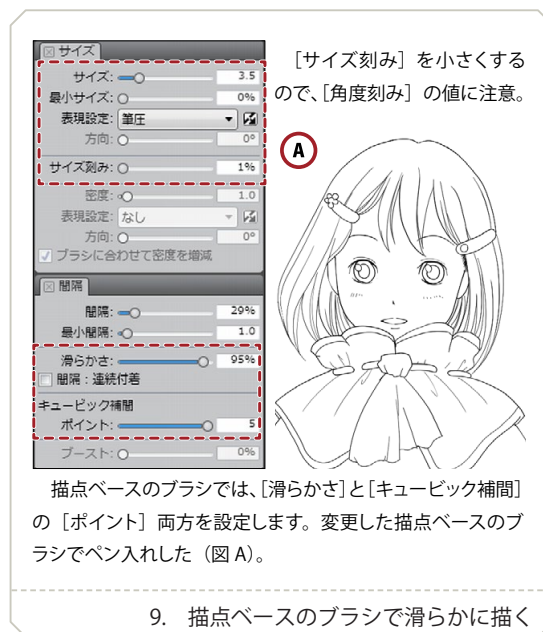 サイズ
サイズ: 3.5
最小サイズ: 0%
表現設定: 筆圧
方向: 0°
サイズ刻み: 1%
密度: 1.0
表現設定: なし
方向: 0°
ブラシに合わせて密度を増減
間隔
間隔: 29%
最小間隔: 1.0
滑らかさ: 95%
間隔：連続付着
キュービック補間
ポイント: 5
ブースト: 0%
［サイズ刻み］を小さくする
ので、［角度刻み］の値に注意。
A
描点ベースのブラシでは、［滑らかさ］と［キュービック補間］
の［ポイント］両方を設定します。変更した描点ベースのブ
ラシでペン入れした（図 A）。
9. 描点ベースのブラシで滑らかに描く